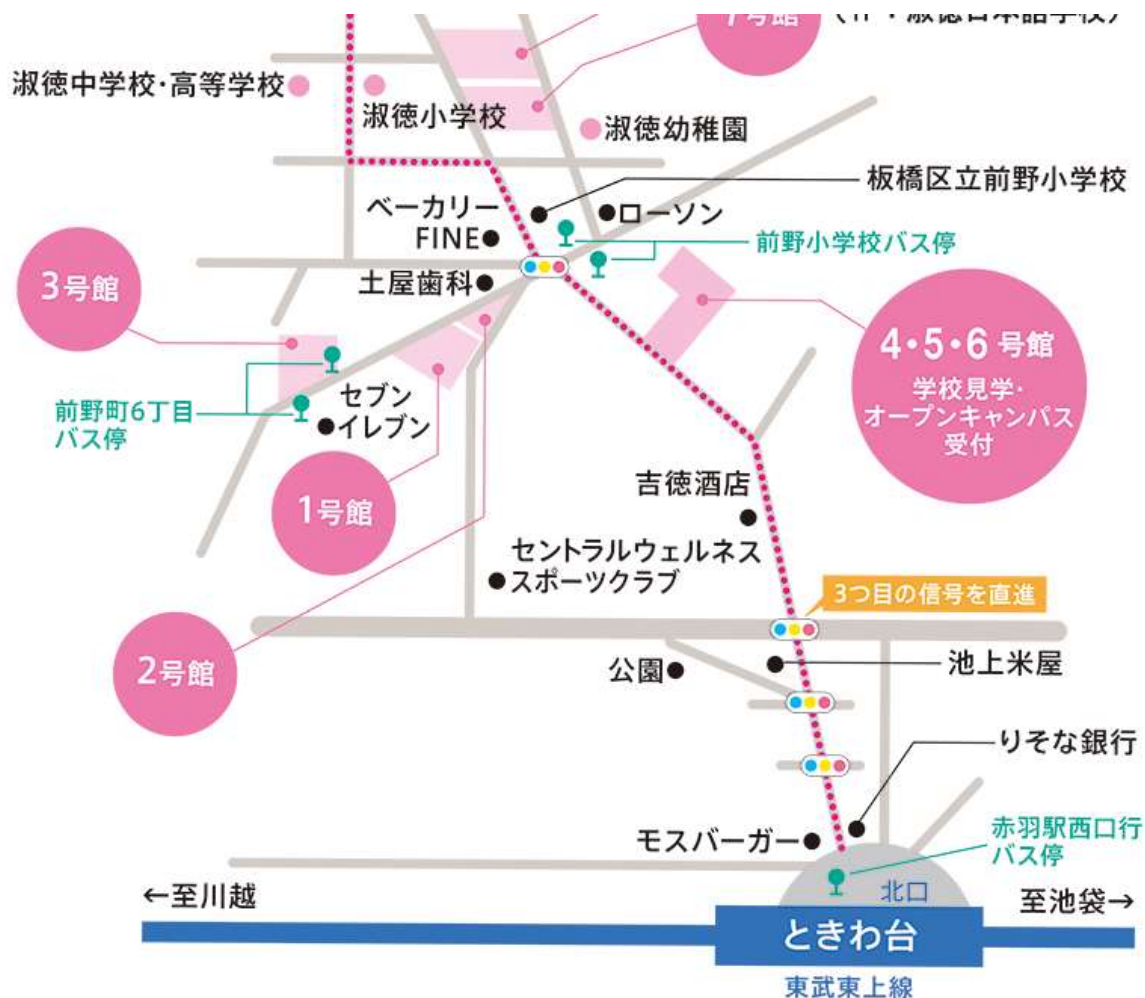 7号館
淑徳中学校·高等学校
淑徳小学校
淑徳幼稚園
板橋区立前野小学校
ベーカリー
FINE
ローソン
前野小学校バス停
3号館
土屋歯科
4・5・6 号館
学校見学・
オープンキャンパス
受付
前野町6丁目
バス停
セブン
イレブン
1号館
吉徳酒店
セントラルウェルネス
スポーツクラブ
3つ目の信号を直進
2号館
公園
池上米屋
りそな銀行
モスバーガー
赤羽駅西口行
バス停
←至川越
北口
至池袋→
ときわ台
東武東上線